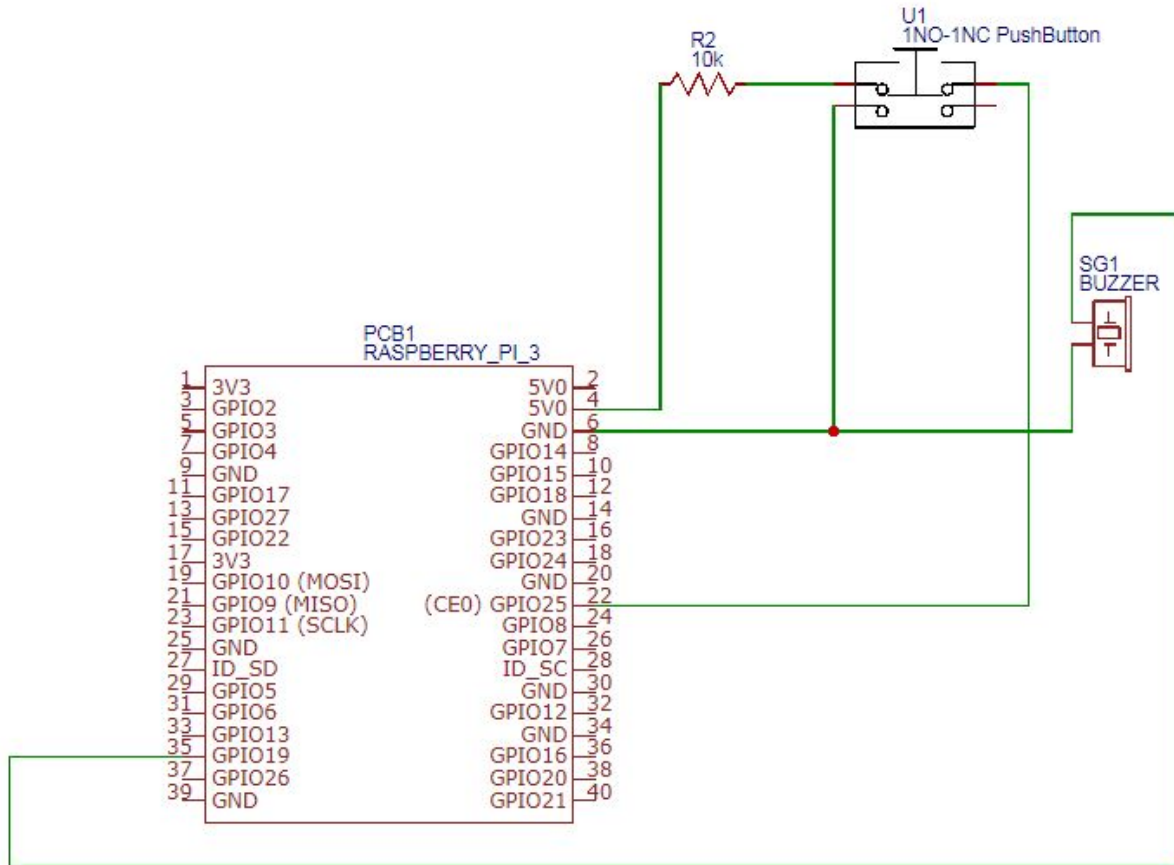 U1
1NO-1NC PushButton
R2
10k
SG1
BUZZER
PCB1
RASPBERRY_PI_3
1 3V3 5V0 2
3 GPIO2 5V0 4
5 GPIO3 GND 6
7 GPIO4 GPIO14 8
9 GND GPIO15 10
11 GPIO17 GPIO18 12
13 GPIO27 GND 14
15 GPIO22 GPIO23 16
17 3V3 GPIO24 18
19 GPIO10 (MOSI) GND 20
21 GPIO9 (MISO) (CE0) GPIO25 22
23 GPIO11 (SCLK) GPIO8 24
25 GND GPIO7 26
27 ID_SD ID_SC 28
29 GPIO5 GND 30
31 GPIO6 GPIO12 32
33 GPIO13 GND 34
35 GPIO19 GPIO16 36
37 GPIO26 GPIO20 38
39 GND GPIO21 40